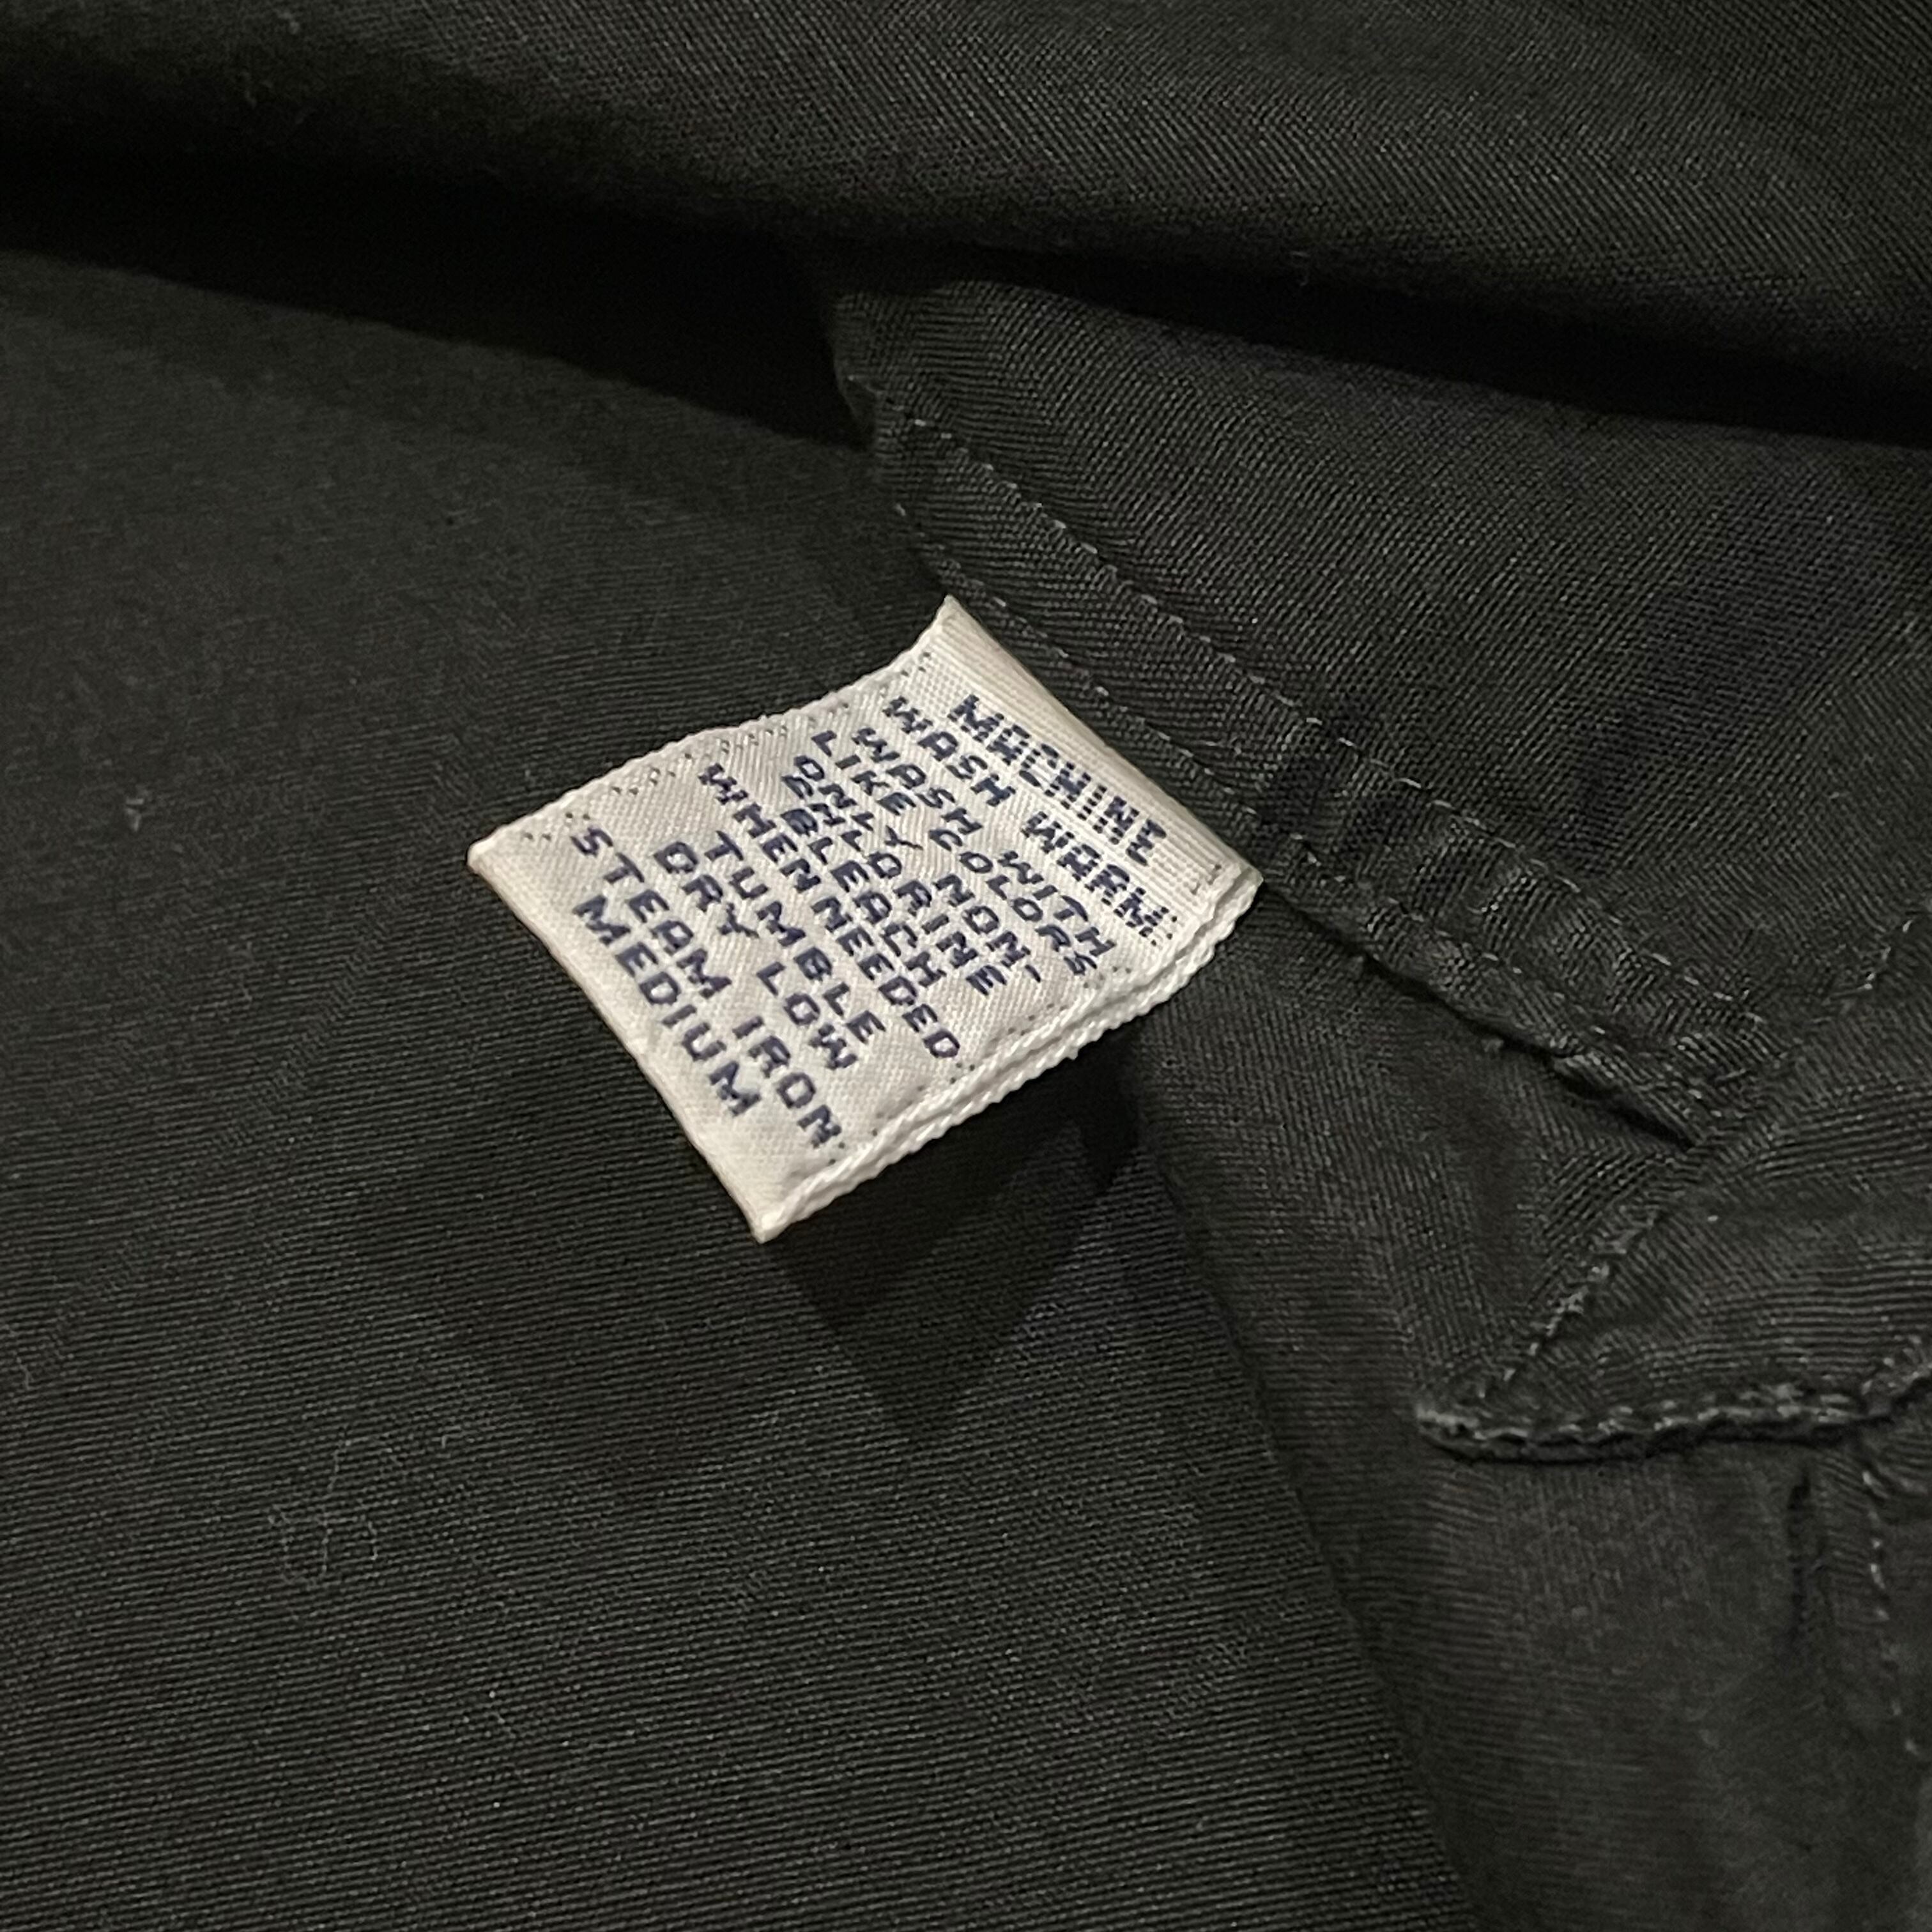 MACHINE
WASH WARM
WASH WITH
LIKE COLORS
ONLY NON-
CHLORINE
BLEACH
WHEN NEEDED
TUMBLE
DRY LOW
STEAM IRON
MEDIUM